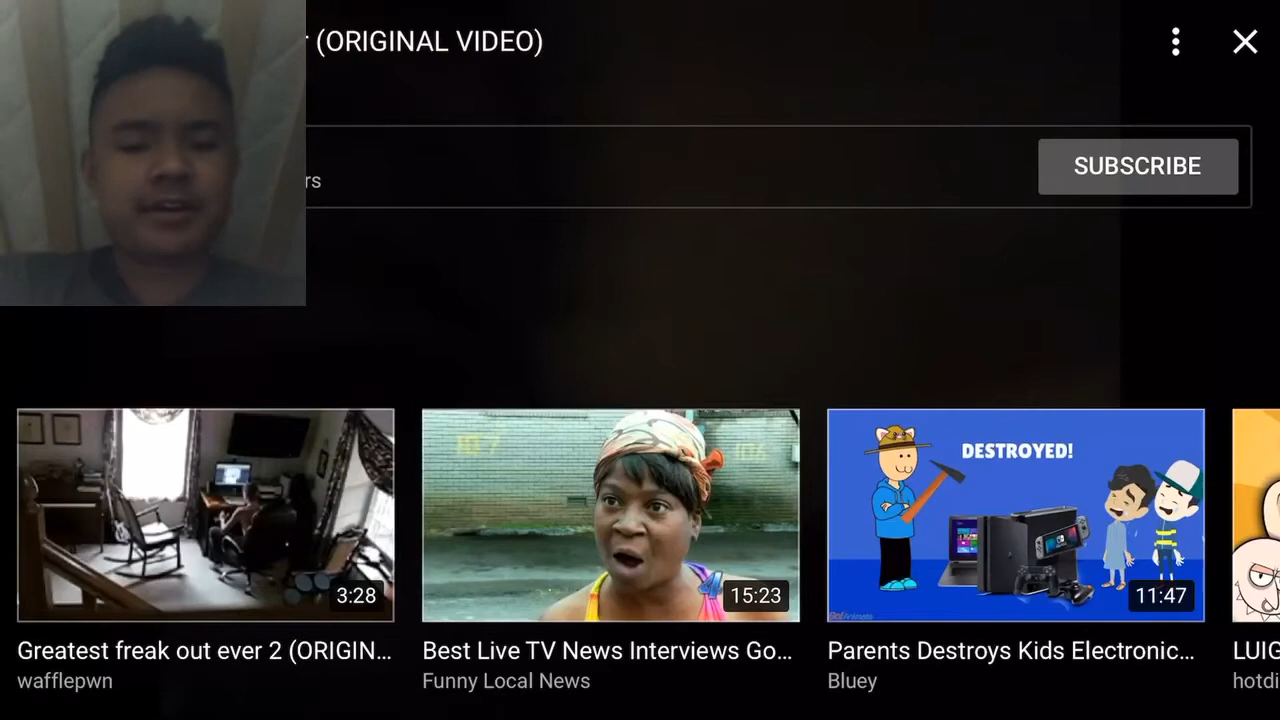 (ORIGINAL VIDEO)
rs
SUBSCRIBE
DESTROYED!
3:28
15:23
11:47
Greatest freak out ever 2 (ORIGIN...
Best Live TV News Interviews Go...
Parents Destroys Kids Electronic...
LUIG
wafflepwn
Funny Local News
Bluey
hotdi